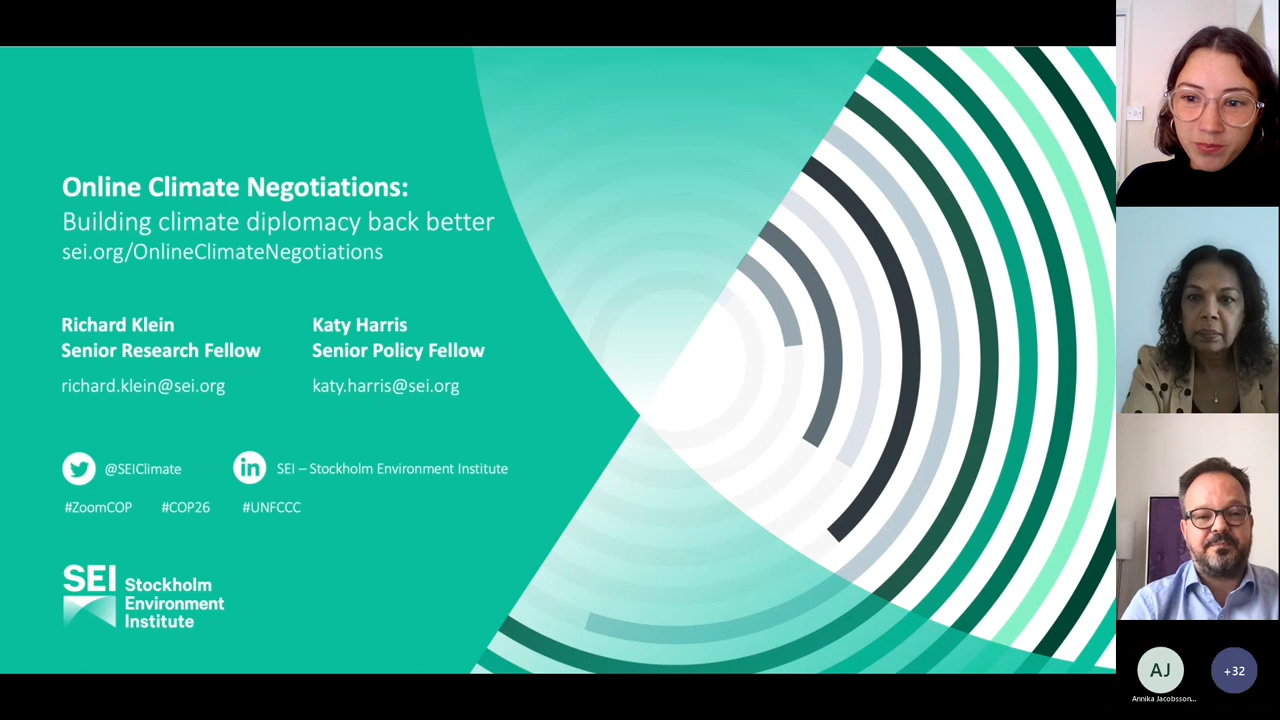 Online Climate Negotiations:
Building climate diplomacy back better
sei.org/OnlineClimateNegotiations
Richard Klein
Senior Research Fellow
richard.klein@sei.org
Katy Harris
Senior Policy Fellow
katy.harris@sei.org
@SEIClimate
SEI – Stockholm Environment Institute
#ZoomCOP #COP26 #UNFCCC
SEI Stockholm
Environment
Institute
AJ
+32
Annika Jacobsson...